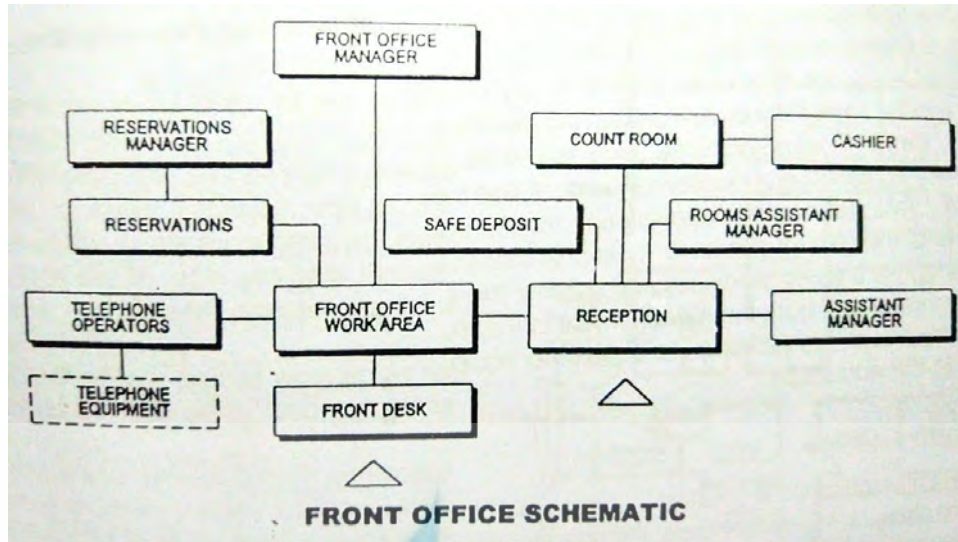 FRONT OFFICE
MANAGER
RESERVATIONS
MANAGER
COUNT ROOM
CASHIER
RESERVATIONS
SAFE DEPOSIT
ROOMS ASSISTANT
MANAGER
TELEPHONE
OPERATORS
FRONT OFFICE
WORK AREA
RECEPTION
ASSISTANT
MANAGER
TELEPHONE
EQUIPMENT
FRONT DESK
FRONT OFFICE SCHEMATIC